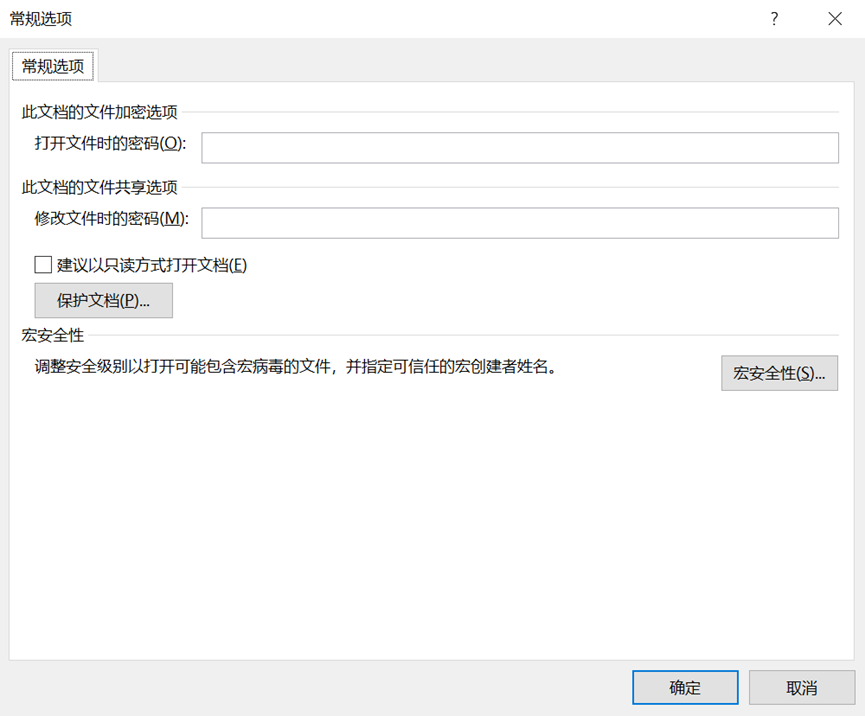 常规选项
?
常规选项
此文档的文件加密选项
打开文件时的密码(O):
此文档的文件共享选项
修改文件时的密码(M):
建议以只读方式打开文档(E)
保护文档(P)...
宏安全性
调整安全级别以打开可能包含宏病毒的文件，并指定可信任的宏创建者姓名。
宏安全性(S)...
确定
取消